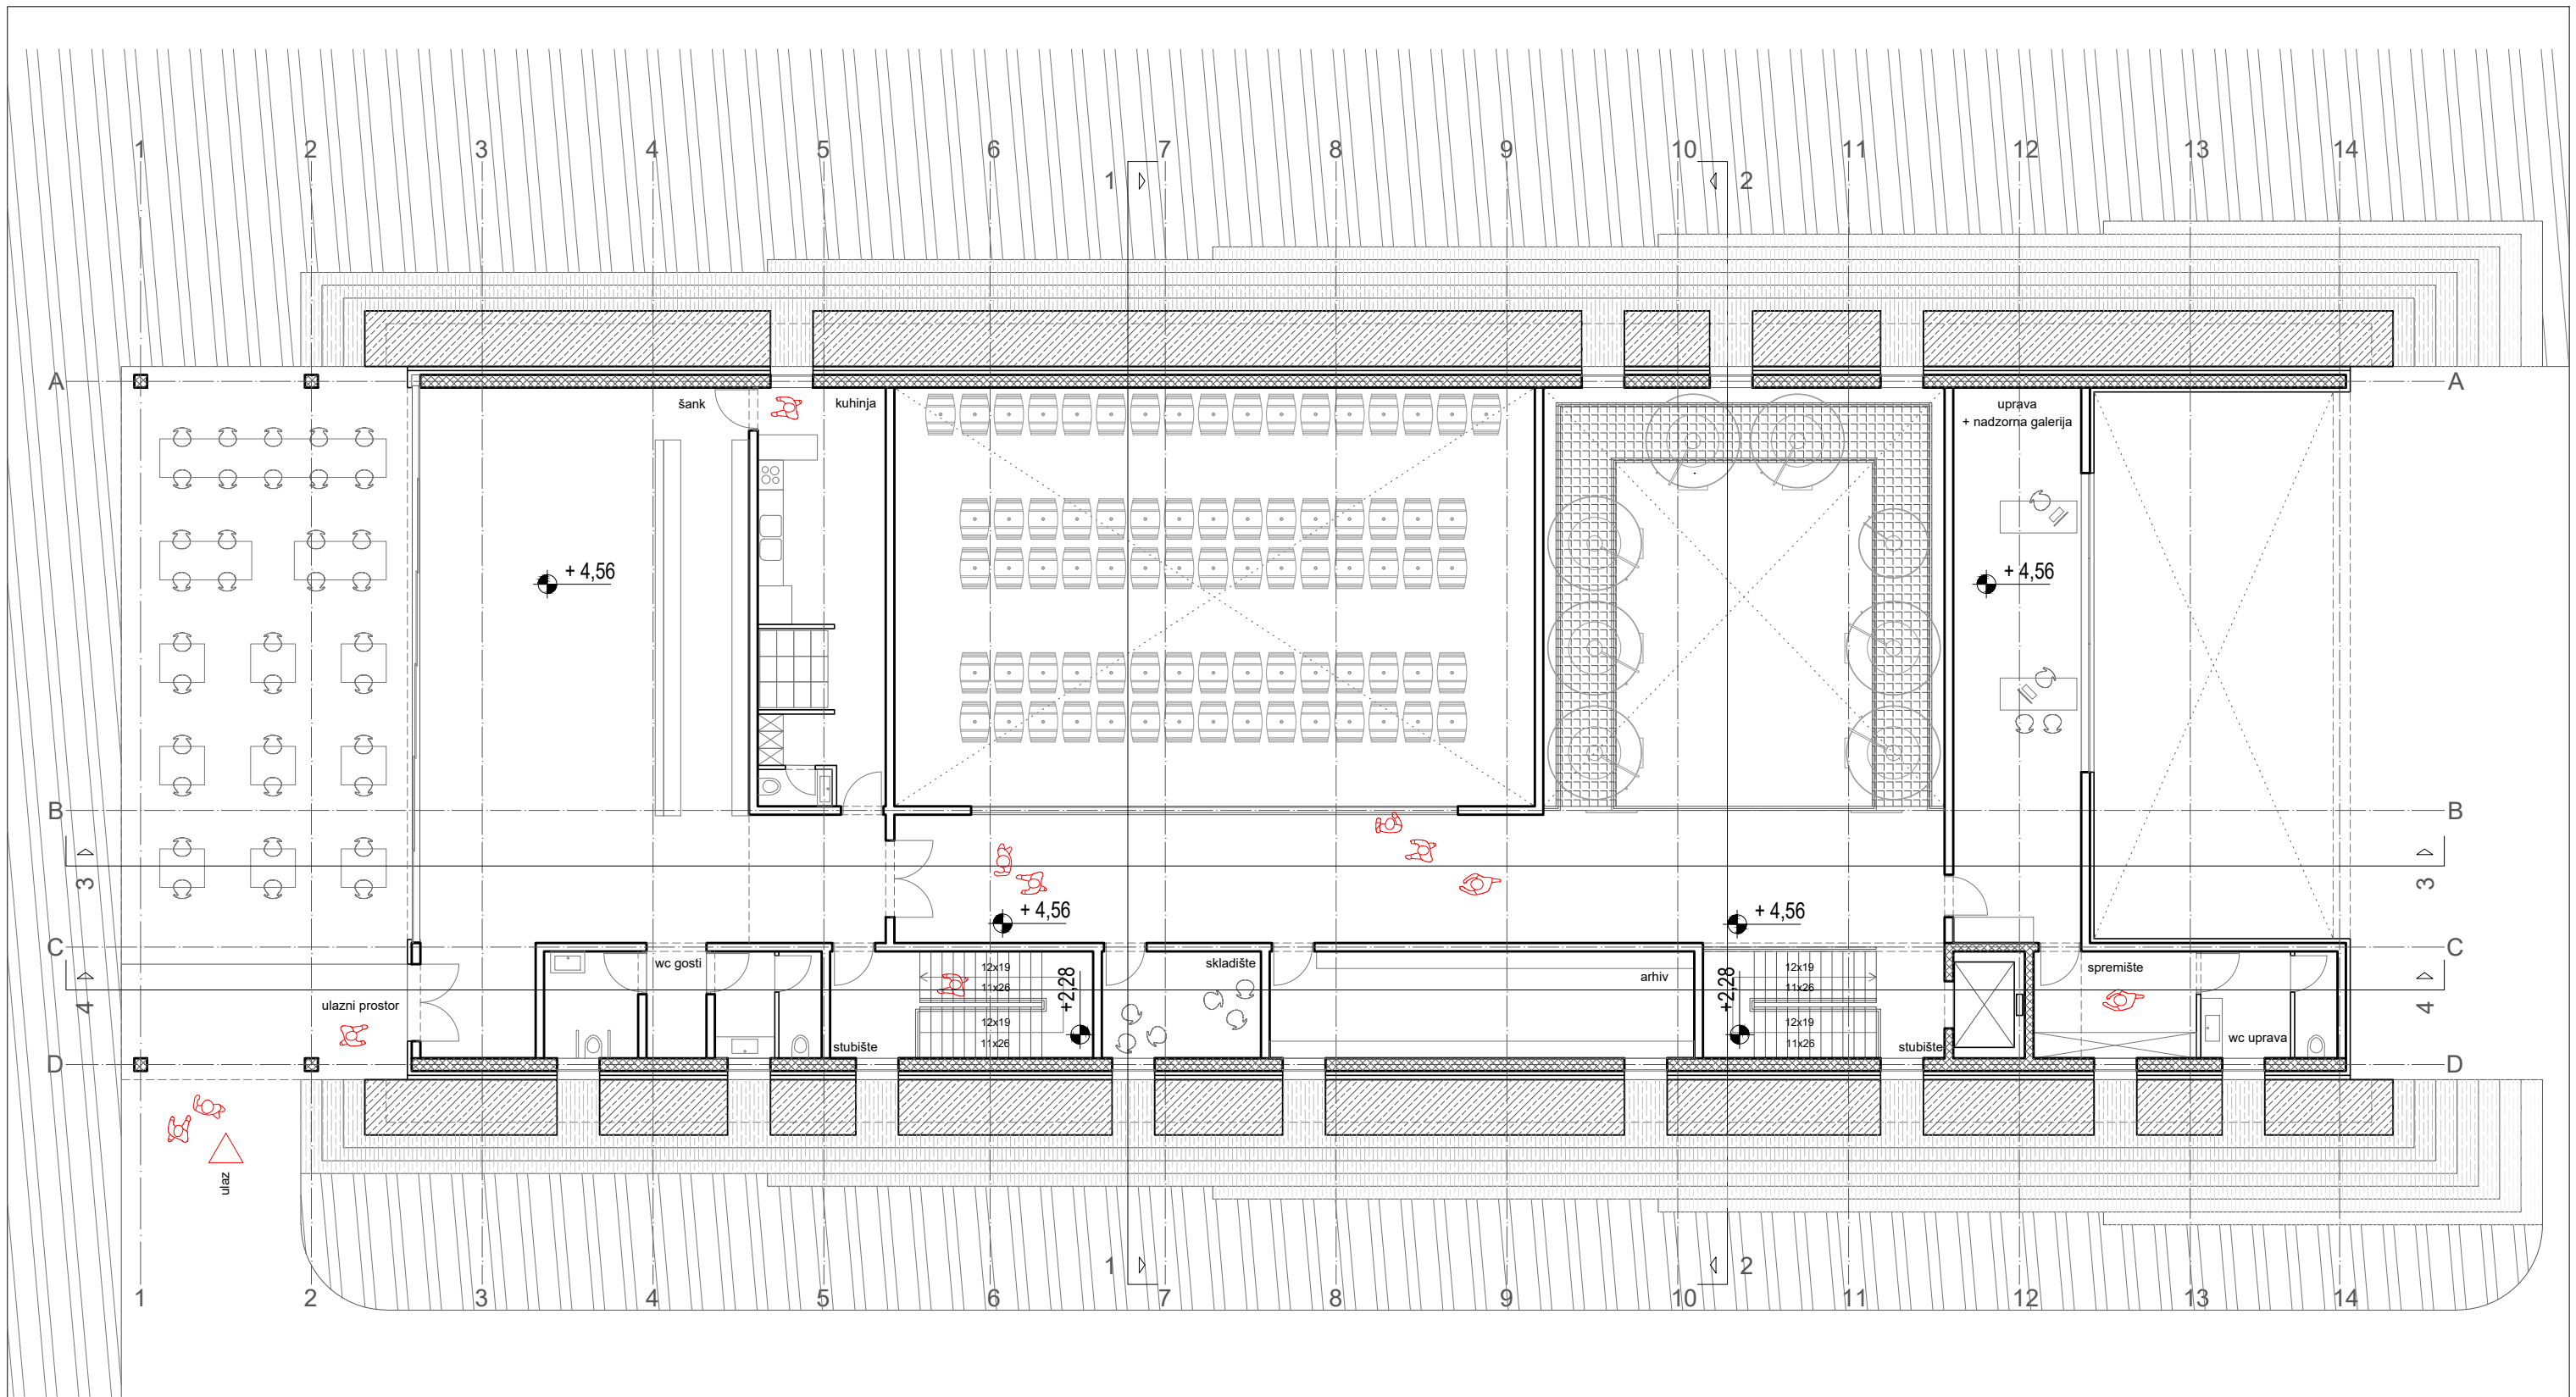 1 2 3 4 5 6 7 8 9 10 11 12 13 14
1 2
A A
šank kuhinja uprava
+ nadzorna galerija
+ 4,56 + 4,56
B B
3 3
+ 4,56 + 4,56
C C
wc gosti 12x19 skladište arhiv 12x19 spremište
4 11x26 +2,28 +2,28 11x26 4
ulazni prostor
12x19 12x19
stubište 11x26 stubište 11x26 wc uprava
D D
ulaz
1 2
1 2 3 4 5 6 7 8 9 10 11 12 13 14